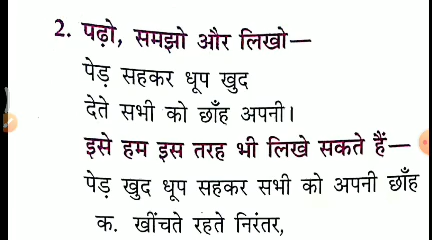 2. पढ़ो, समझो और लिखो—
पेड़ सहकर धूप खुद
देते सभी को छाँह अपनी।
इसे हम इस तरह भी लिखे सकते हैं—
पेड़ खुद धूप सहकर सभी को अपनी छाँह
क. खींचते रहते निरंतर,